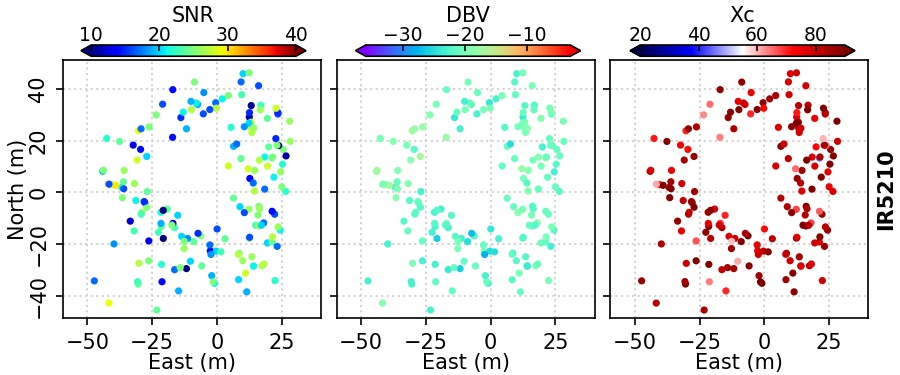 SNR DBV Xc
10 20 30 40 −30 −20 −10 20 40 60 80
40
20
0
−20
−40
North (m)
IR5210
−50 −25 0 25 −50 −25 0 25 −50 −25 0 25
East (m) East (m) East (m)